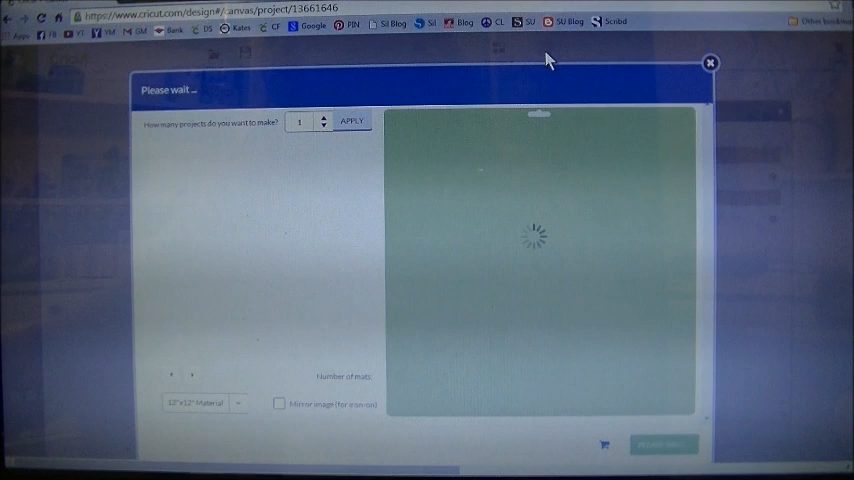 https://www.cricut.com/design#/canvas/project/13661646
Apps FB YT YM GM Bank DS Kates CF Google PIN Sil Blog Sil Blog CL SU SU Blog Scribd Other bookmar
Please wait ...
How many projects do you want to make? 1 APPLY
Number of mats:
12"x12" Material
Mirror image (for iron-on)